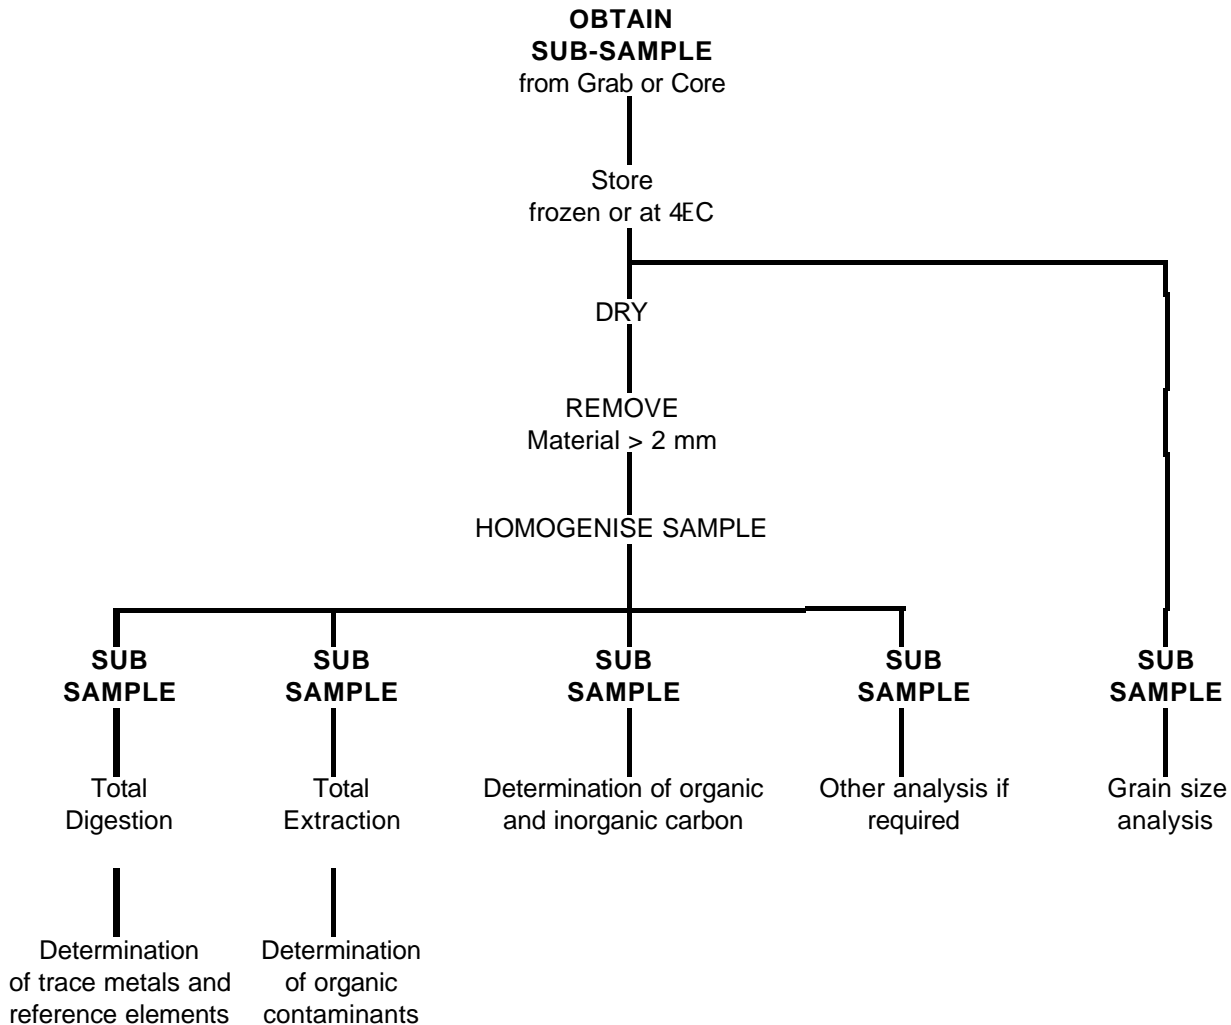 OBTAIN
SUB-SAMPLE
from Grab or Core
Store
frozen or at 4EC
DRY
REMOVE
Material > 2 mm
HOMOGENISE SAMPLE
SUB
SAMPLE
SUB
SAMPLE
SUB
SAMPLE
SUB
SAMPLE
SUB
SAMPLE
Total
Digestion
Total
Extraction
Determination of organic
and inorganic carbon
Other analysis if
required
Grain size
analysis
Determination
of trace metals and
reference elements
Determination
of organic
contaminants